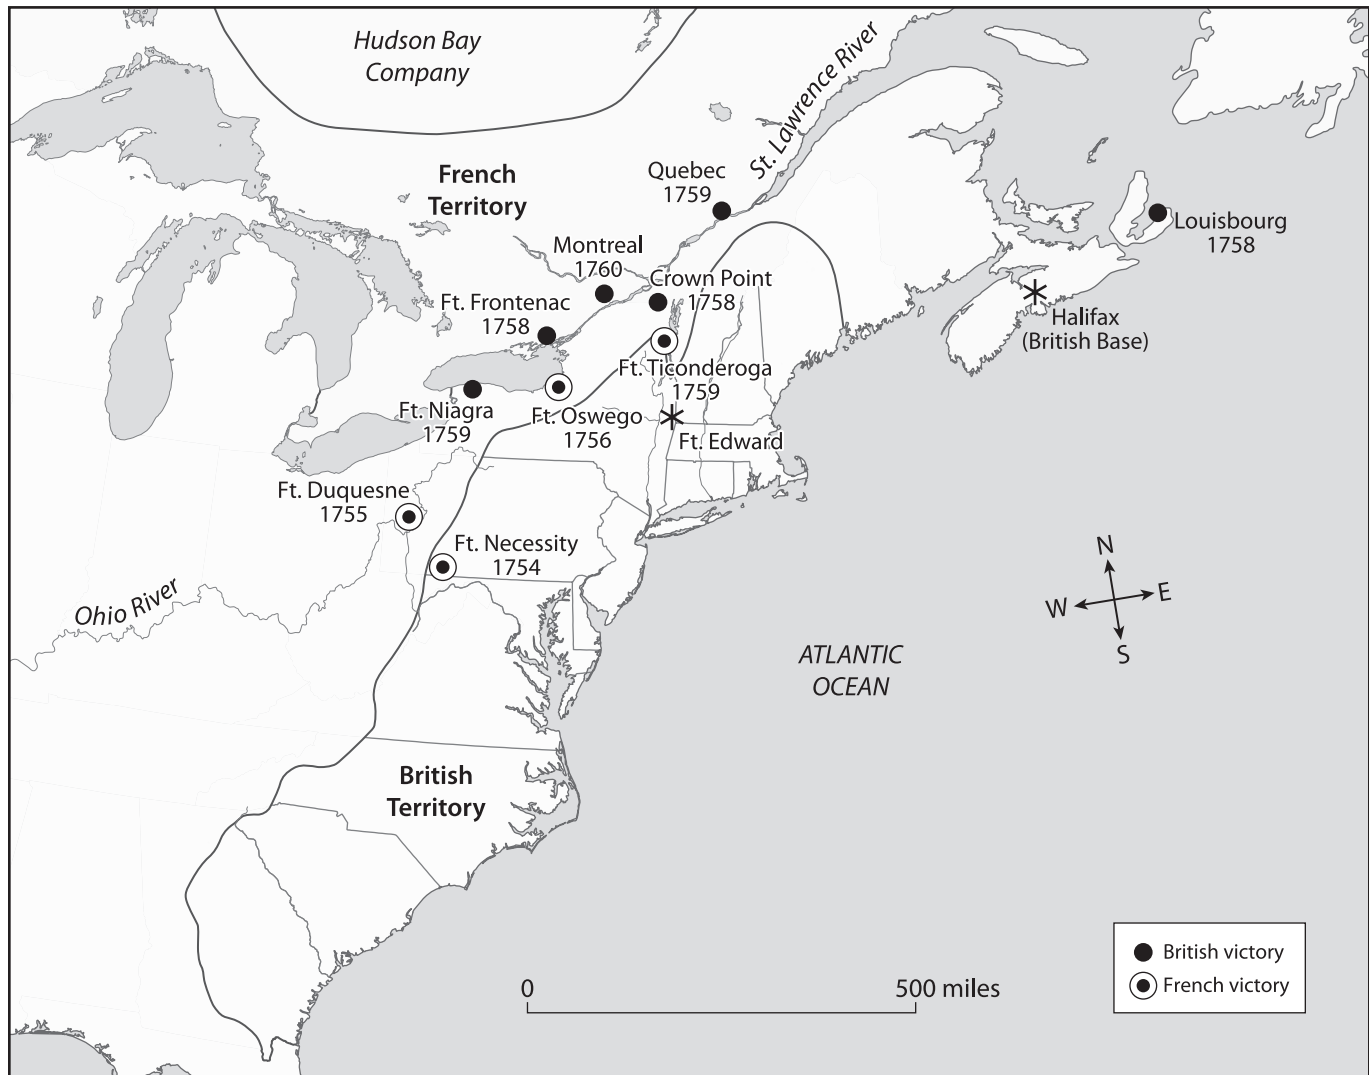 Hudson Bay
Company
St. Lawrence River
French
Territory
Quebec
1759
Louisbourg
1758
Montreal
1760
Crown Point
1758
Ft. Frontenac
1758
Halifax
(British Base)
Ft. Ticonderoga
1759
Ft. Niagra
1759
Ft. Oswego
1756
Ft. Edward
Ft. Duquesne
1755
Ft. Necessity
1754
Ohio River
N
W
E
S
ATLANTIC
OCEAN
British
Territory
0
500 miles
British victory
French victory